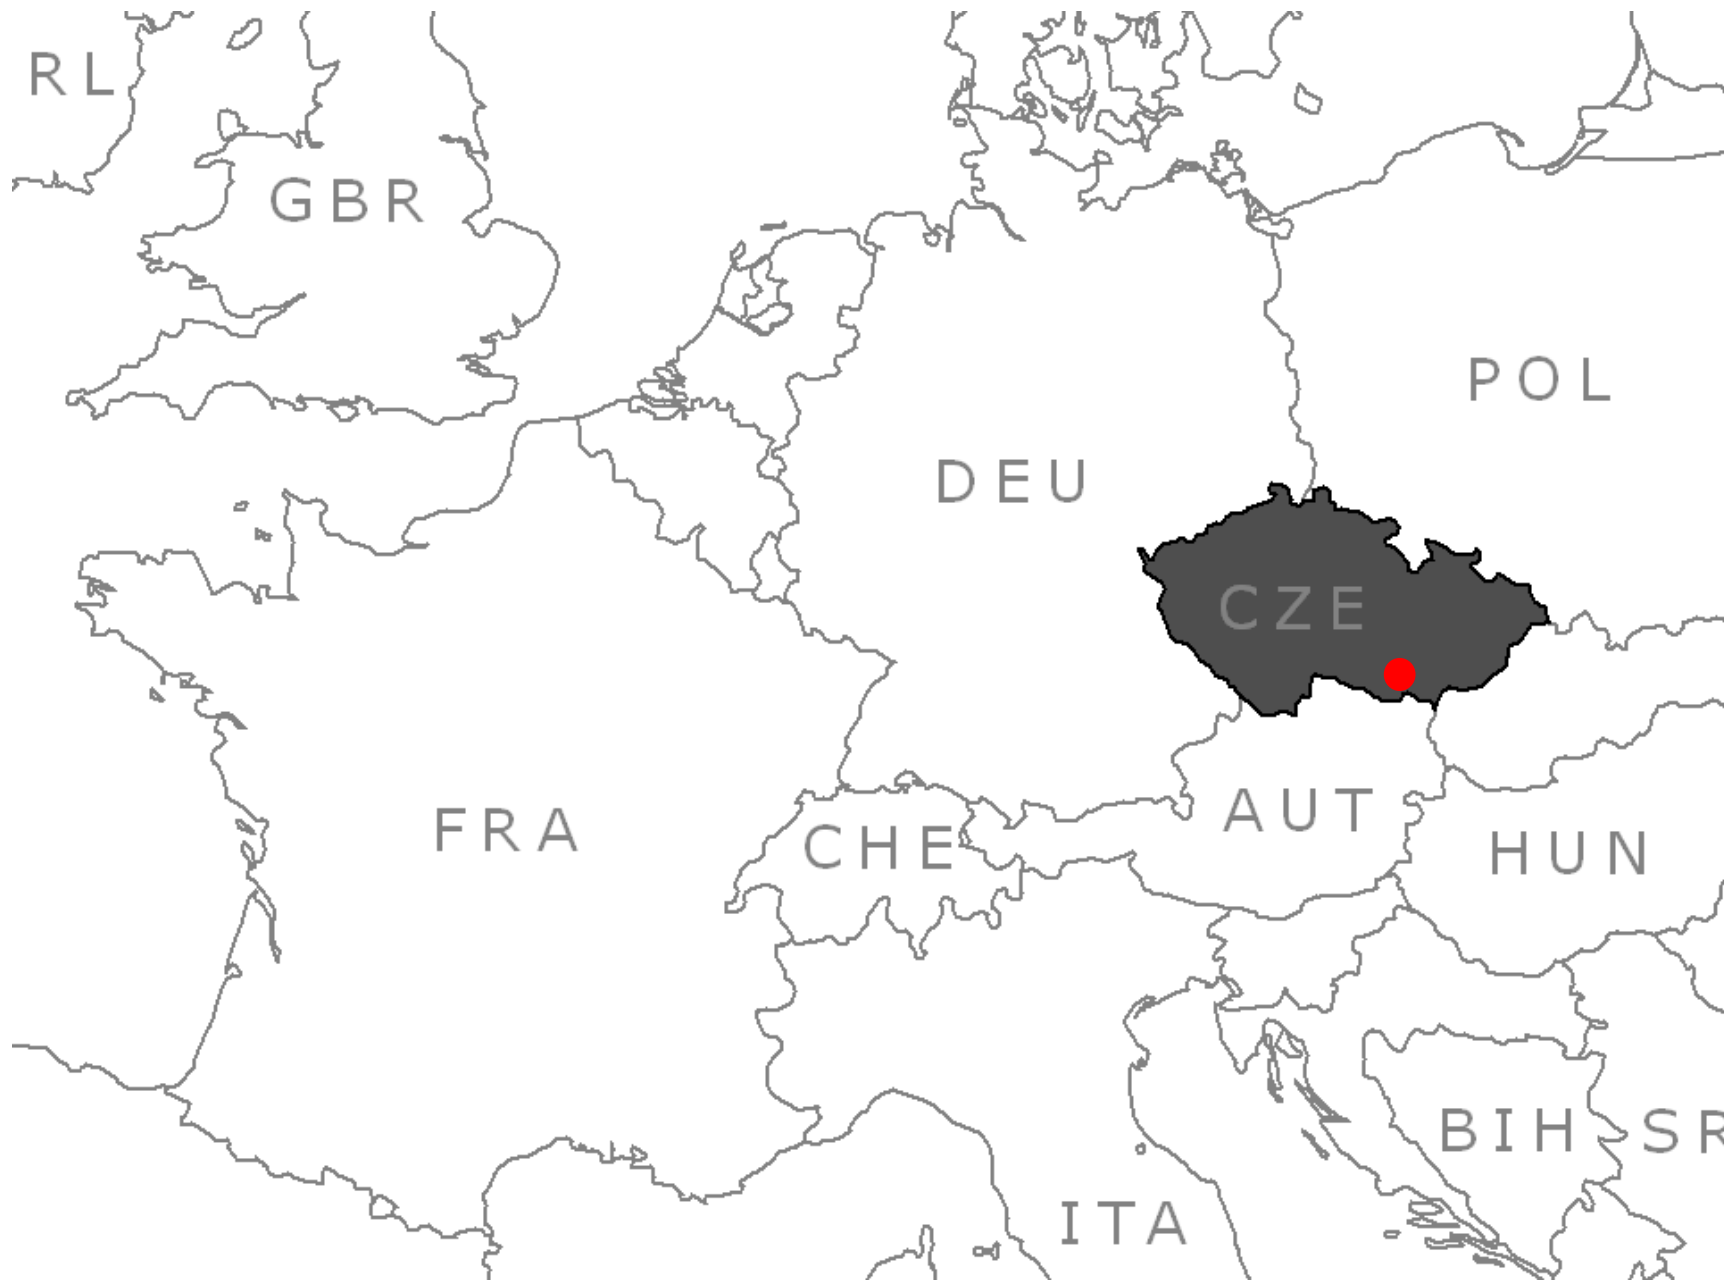 RL
GBR
POL
DEU
CZE
AUT
FRA
CHE
HUN
BIH
SR
ITA